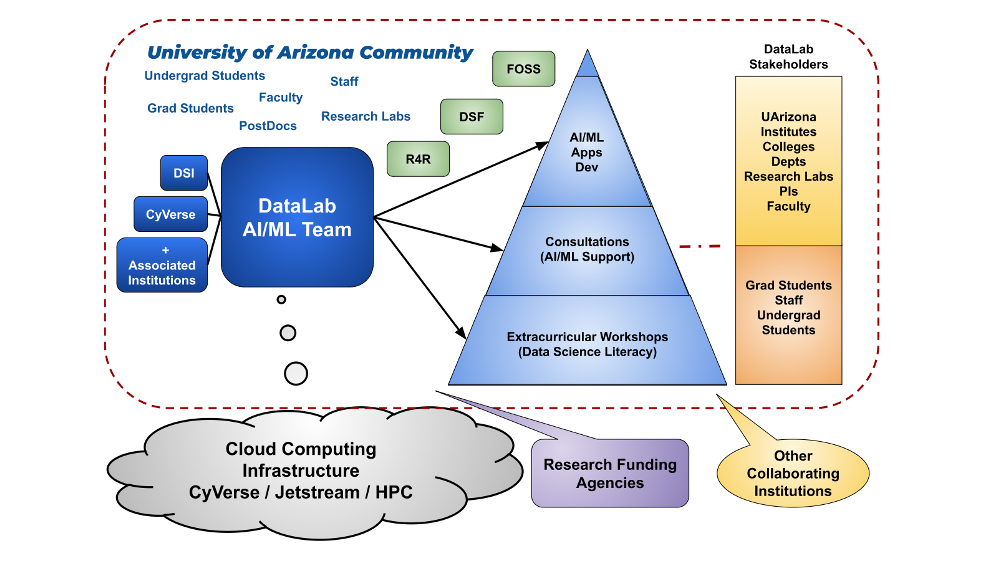 University of Arizona Community
Undergrad Students
Staff
Faculty
Grad Students
Research Labs
PostDocs
FOSS
DSF
R4R
DSI
CyVerse
+
Associated
Institutions
DataLab
AI/ML Team
AI/ML
Apps
Dev
Consultations
(AI/ML Support)
Extracurricular Workshops
(Data Science Literacy)
DataLab
Stakeholders
UArizona
Institutes
Colleges
Depts
Research Labs
PIs
Faculty
Grad Students
Staff
Undergrad
Students
Cloud Computing
Infrastructure
CyVerse / Jetstream / HPC
Research Funding
Agencies
Other
Collaborating
Institutions